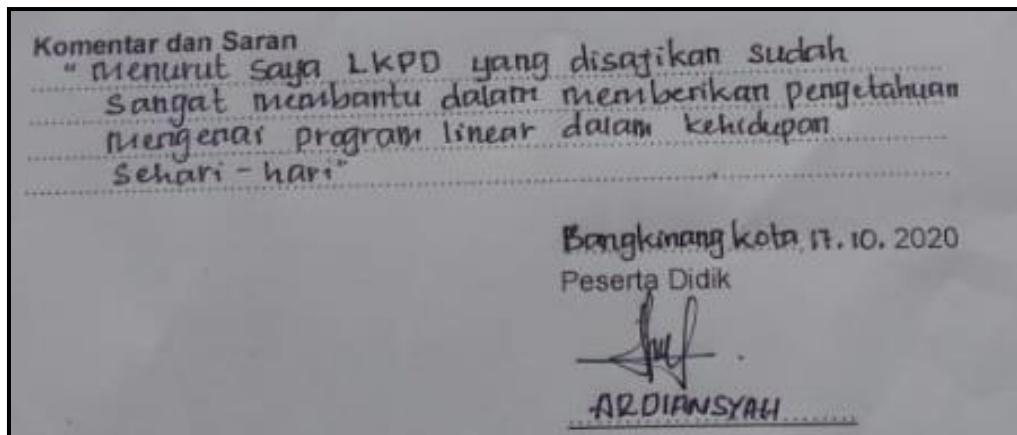 Komentar dan Saran
" Menurut saya LKPD yang disajikan sudah
sangat membantu dalam memberikan pengetahuan
mengenai program linear dalam kehidupan
sehari - hari"
Bangkinang kota, 17. 10. 2020
Peserta Didik
ARDIANSYAH